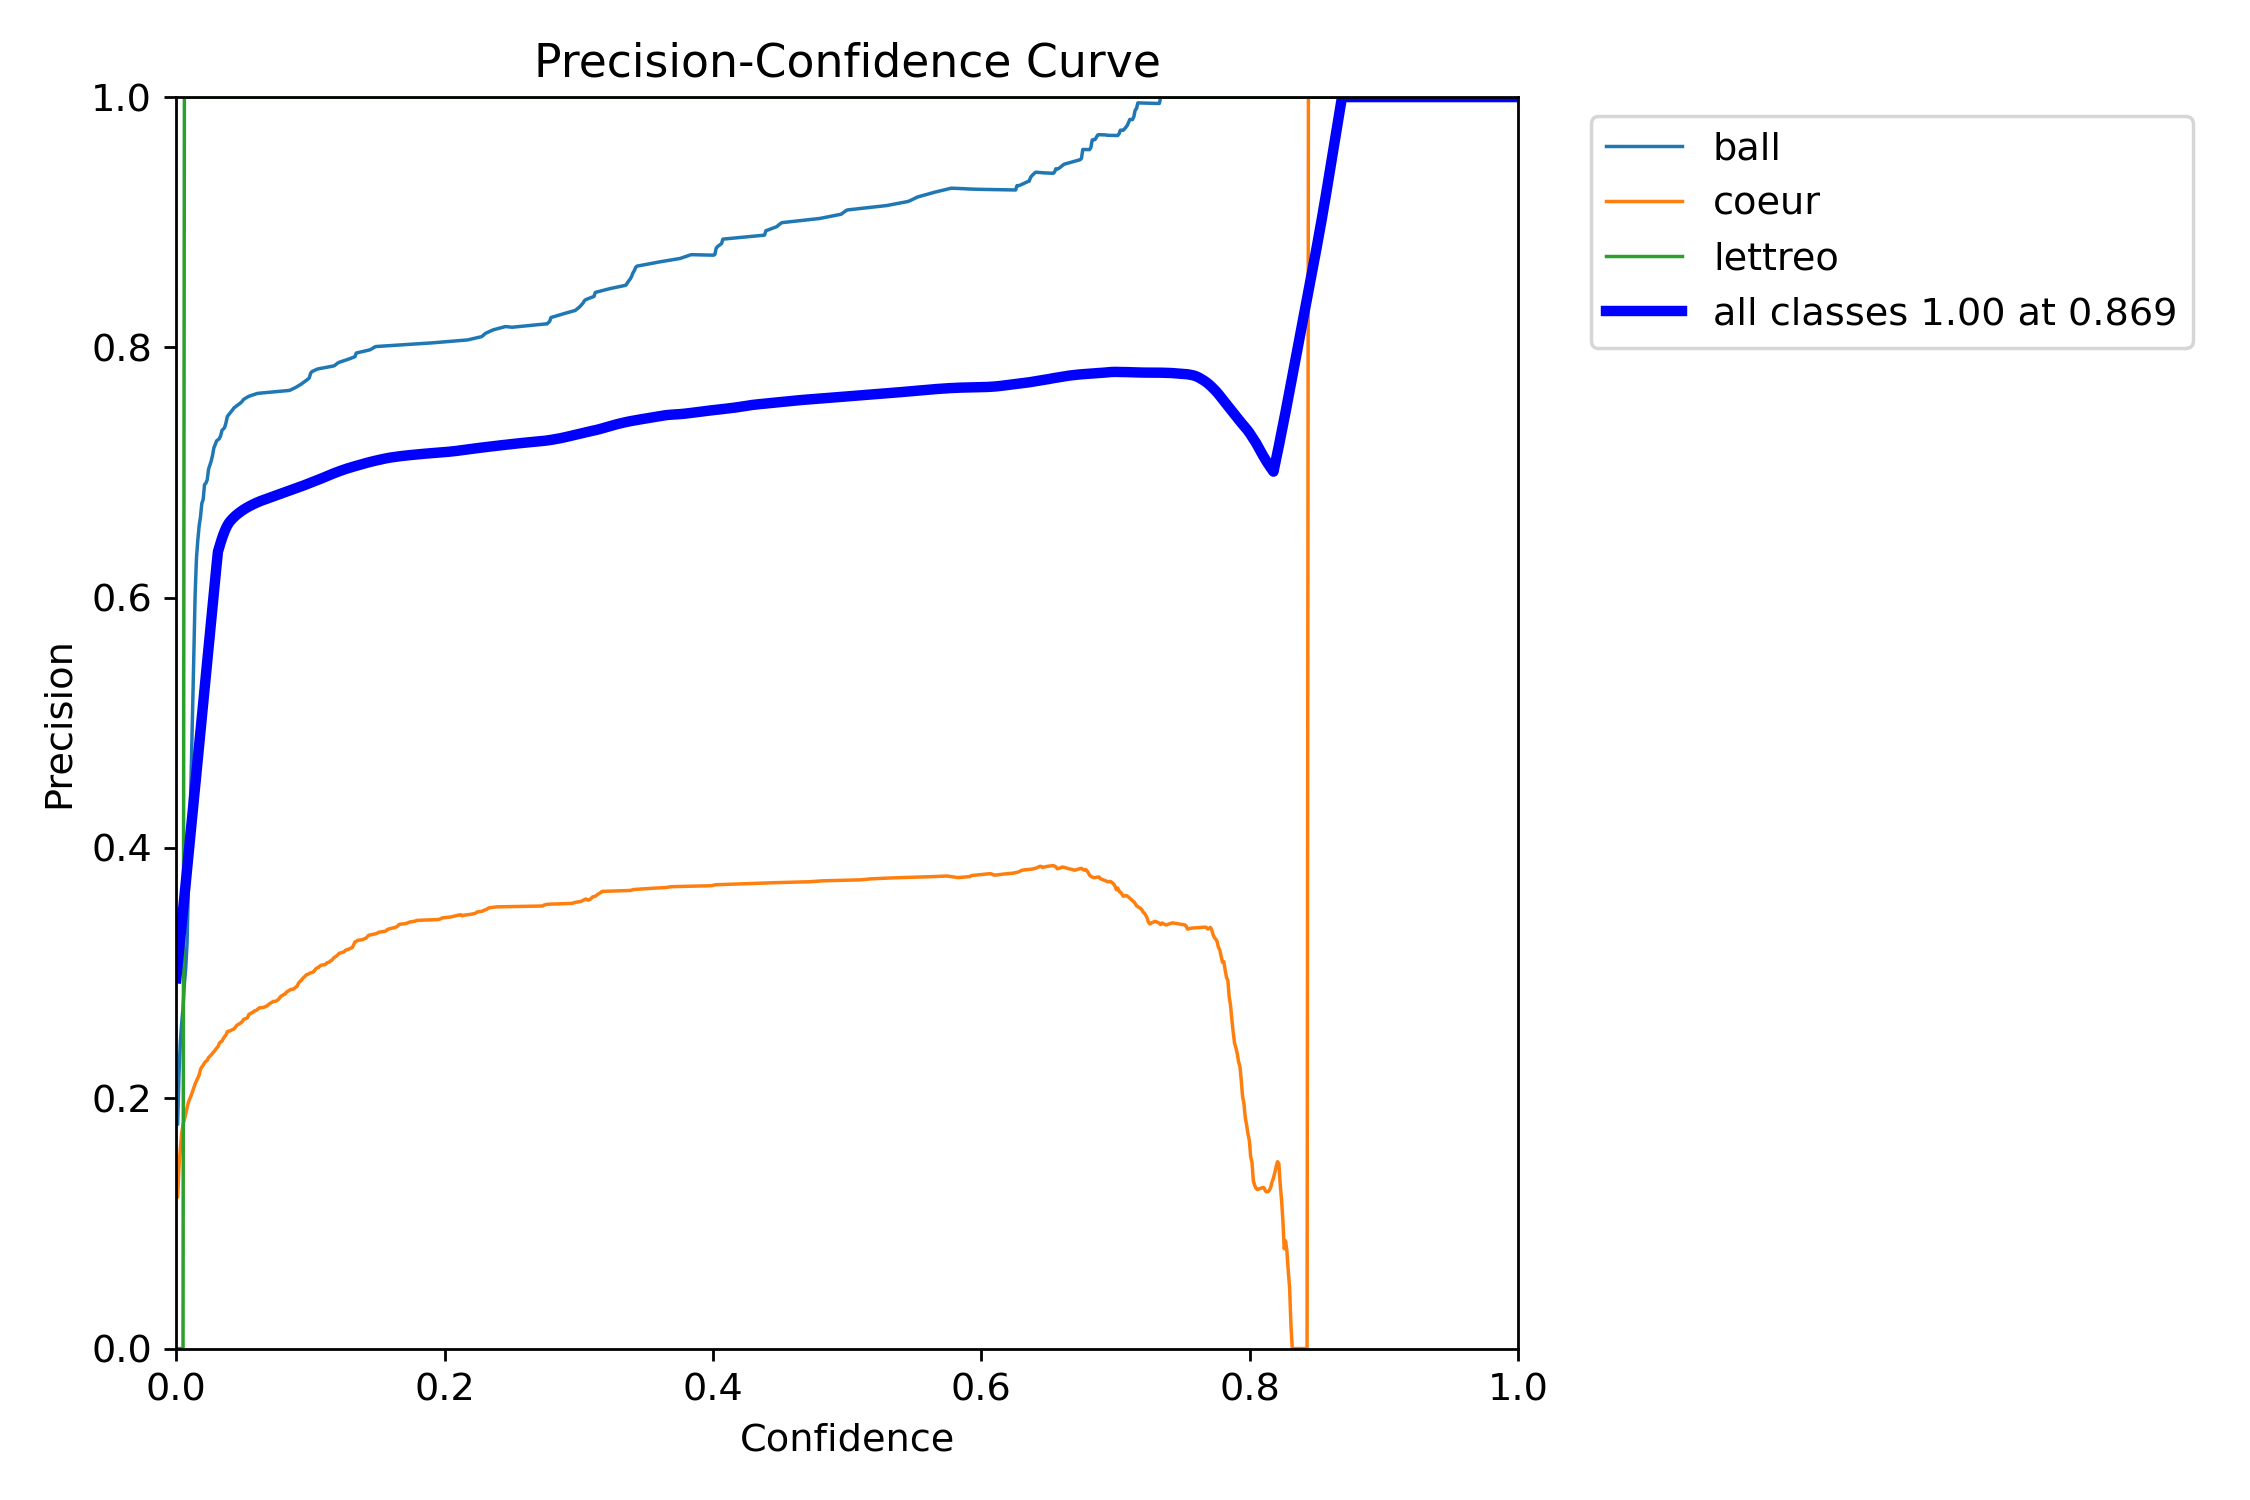 Precision-Confidence Curve
1.0
0.8
0.6
0.4
0.2
0.0
Precision
0.0 0.2 0.4 0.6 0.8 1.0
Confidence
ball
coeur
lettreo
all classes 1.00 at 0.869